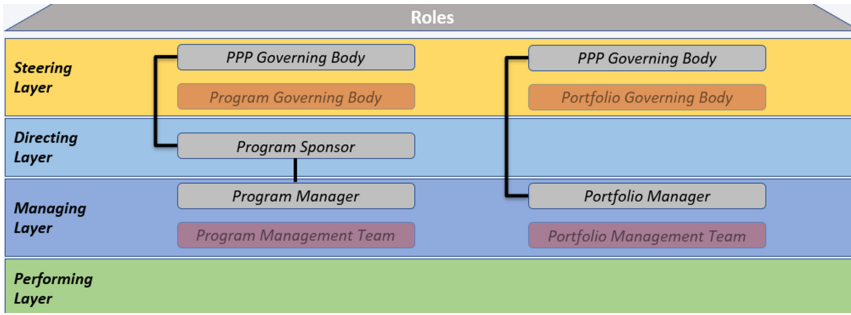 Roles
Steering
Layer
PPP Governing Body
PPP Governing Body
Program Governing Body
Portfolio Governing Body
Directing
Layer
Program Sponsor
Managing
Layer
Program Manager
Portfolio Manager
Program Management Team
Portfolio Management Team
Performing
Layer